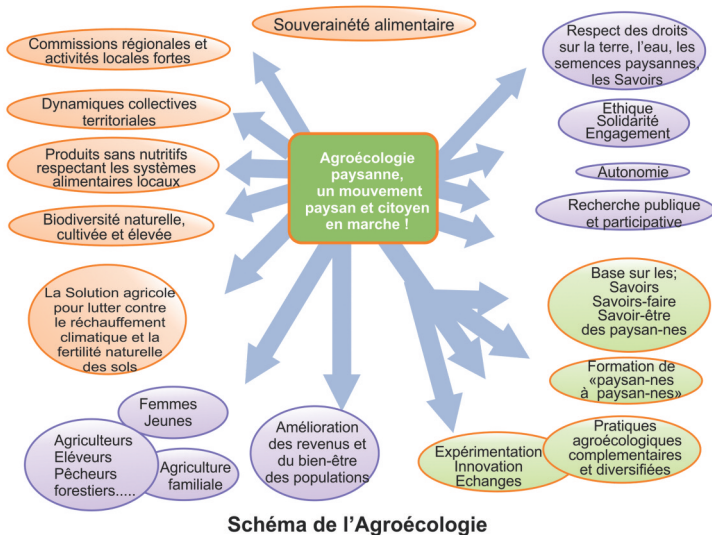 Souverainété alimentaire
Commissions régionales et
activités locales fortes
Dynamiques collectives
territoriales
Produits sans nutritifs
respectant les systèmes
alimentaires locaux
Biodiversité naturelle,
cultivée et élevée
La Solution agricole
pour lutter contre
le réchauffement
climatique et la
fertilité naturelle
des sols
Agroécologie
paysanne,
un mouvement
paysan et citoyen
en marche !
Respect des droits
sur la terre, l'eau, les
semences paysannes,
les Savoirs
Ethique
Solidarité
Engagement
Autonomie
Recherche publique
et participative
Base sur les;
Savoirs
Savoirs-faire
Savoir-être
des paysan-nes
Formation de
«paysan-nes
à paysan-nes»
Pratiques
agroécologiques
complementaires
et diversifiées
Expérimentation
Innovation
Echanges
Amélioration
des revenus et
du bien-être
des populations
Femmes
Jeunes
Agriculteurs
Eléveurs
Pêcheurs
forestiers.....
Agriculture
familiale
Schéma de l'Agroécologie